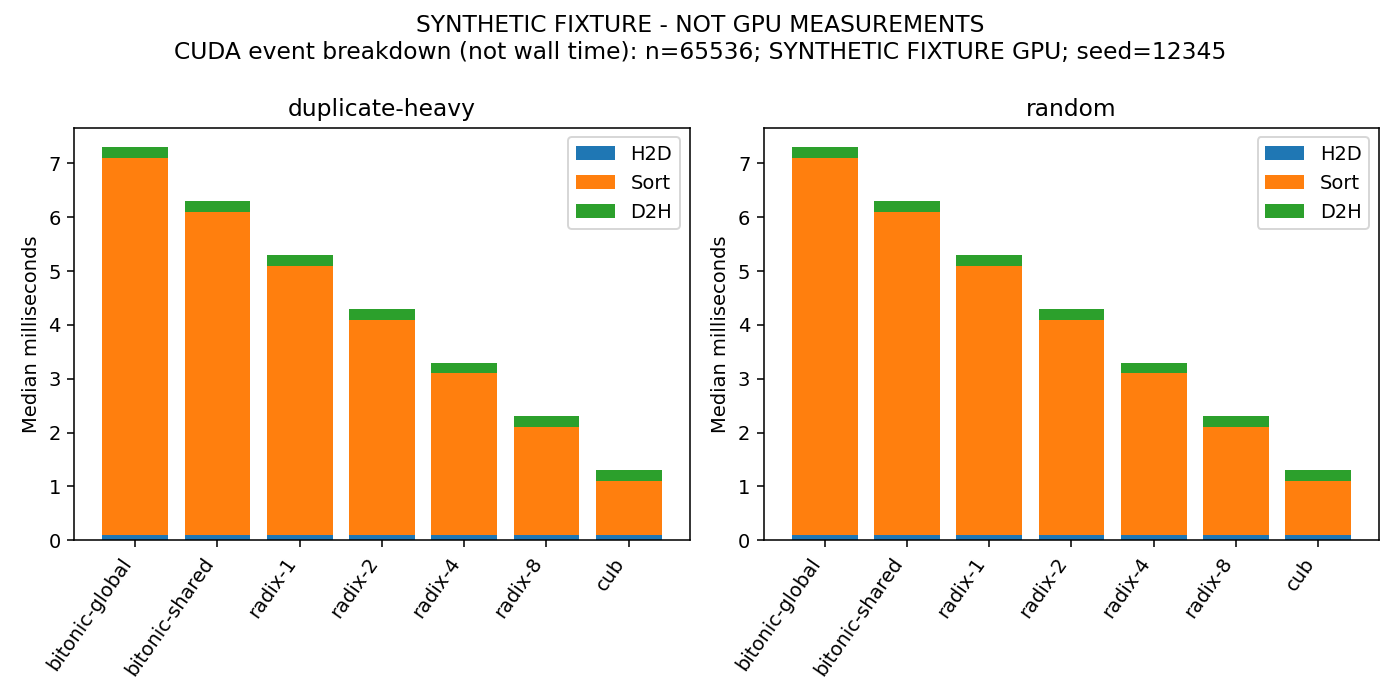 SYNTHETIC FIXTURE - NOT GPU MEASUREMENTS
CUDA event breakdown (not wall time): n=65536; SYNTHETIC FIXTURE GPU; seed=12345
duplicate-heavy
Median milliseconds
7
6
5
4
3
2
1
0
H2D
Sort
D2H
bitonic-global
bitonic-shared
radix-1
radix-2
radix-4
radix-8
cub
random
Median milliseconds
7
6
5
4
3
2
1
0
H2D
Sort
D2H
bitonic-global
bitonic-shared
radix-1
radix-2
radix-4
radix-8
cub